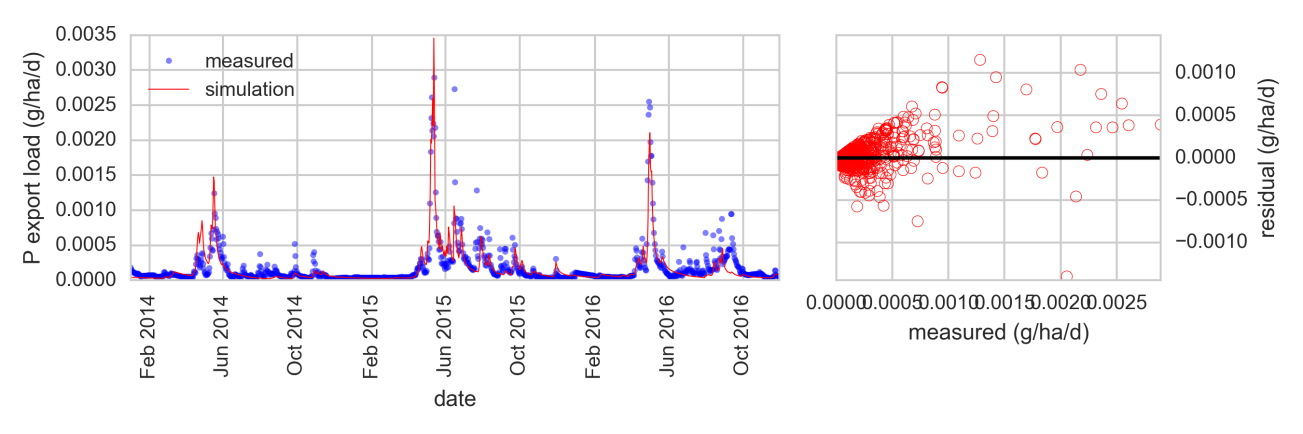 P export load (g/ha/d)
0.0035
0.0030
0.0025
0.0020
0.0015
0.0010
0.0005
0.0000
measured
simulation
Feb 2014
Jun 2014
Oct 2014
Feb 2015
Jun 2015
Oct 2015
Feb 2016
Jun 2016
Oct 2016
date
0.0010
0.0005
0.0000
−0.0005
−0.0010
residual (g/ha/d)
0.0000 0.0005 0.0010 0.0015 0.0020 0.0025
measured (g/ha/d)